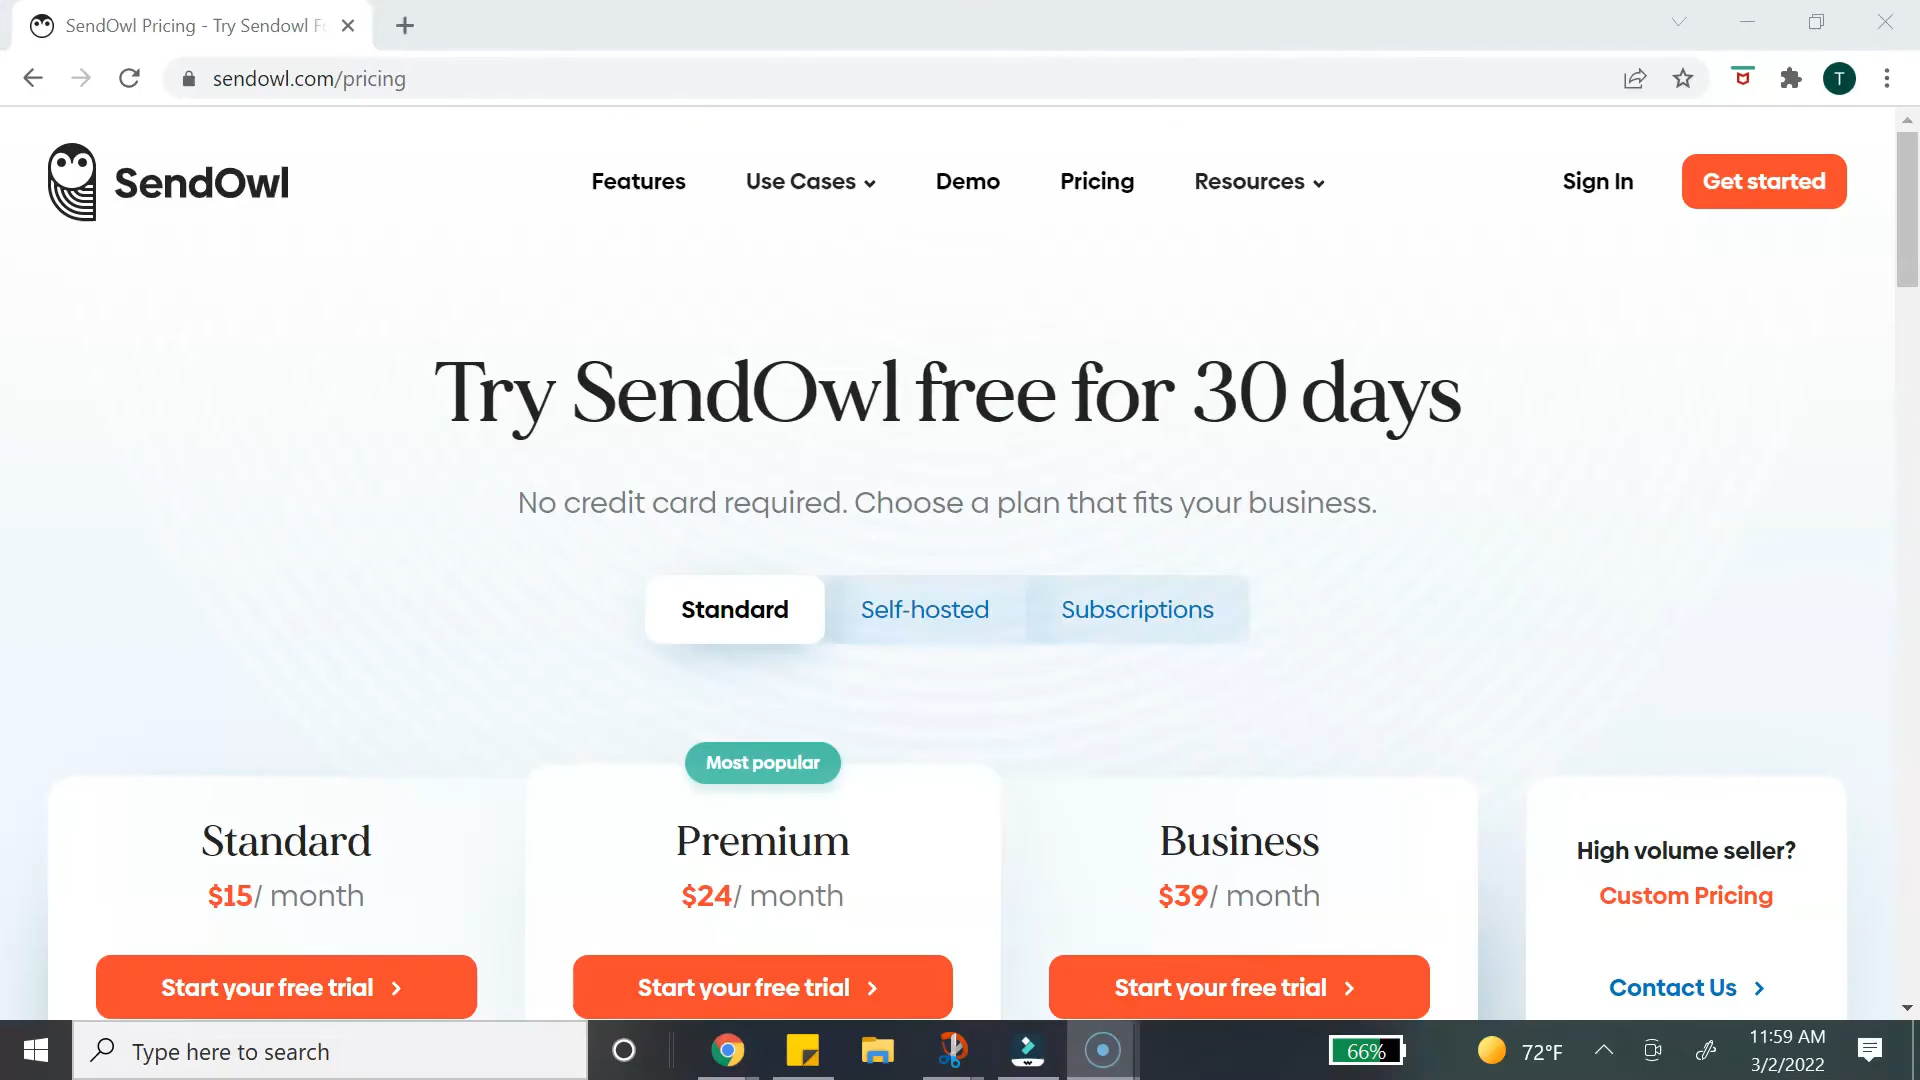 SendOwl Pricing - Try Sendowl Fo
sendowl.com/pricing
T
SendOwl
Features
Use Cases
Demo
Pricing
Resources
Sign In
Get started
Try SendOwl free for 30 days
No credit card required. Choose a plan that fits your business.
Standard
Self-hosted
Subscriptions
Most popular
Standard
$15/ month
Start your free trial
Premium
$24/ month
Start your free trial
Business
$39/ month
Start your free trial
High volume seller?
Custom Pricing
Contact Us
Type here to search
66%
72°F
11:59 AM
3/2/2022